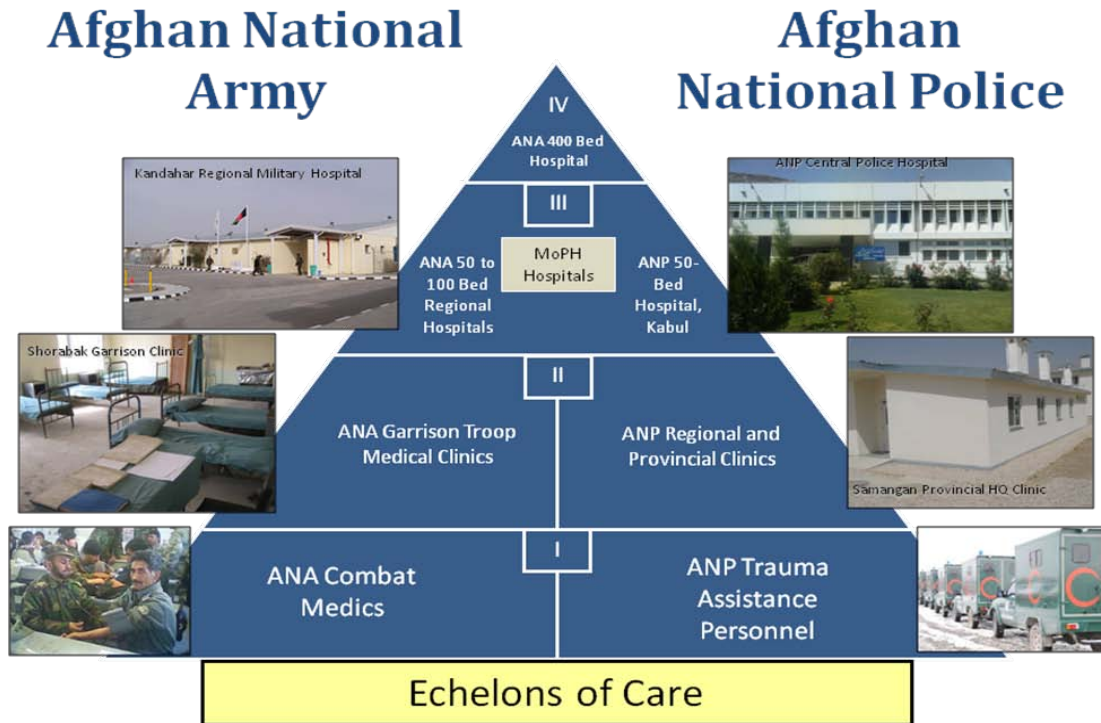 Afghan National
Army
Afghan
National Police
IV
ANA 400 Bed
Hospital
Kandahar Regional Military Hospital
ANP Central Police Hospital
III
MoPH
Hospitals
ANA 50 to
100 Bed
Regional
Hospitals
ANP 50-
Bed
Hospital,
Kabul
Shorabak Garrison Clinic
II
ANA Garrison Troop
Medical Clinics
ANP Regional and
Provincial Clinics
Samangan Provincial HQ Clinic
I
ANA Combat
Medics
ANP Trauma
Assistance
Personnel
Echelons of Care